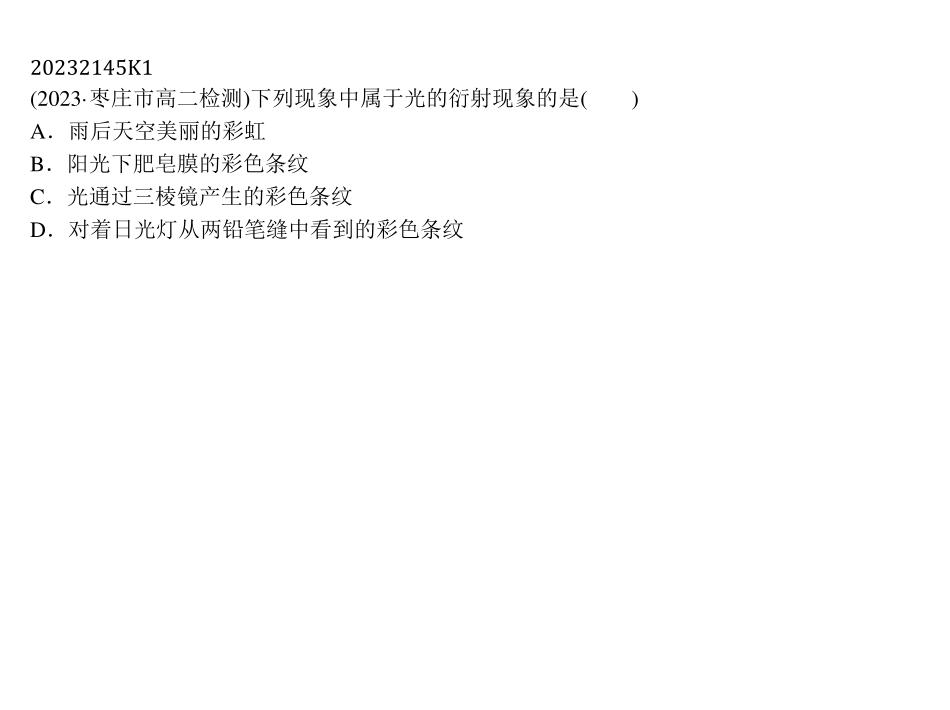 20232145K1
(2023·枣庄市高二检测)下列现象中属于光的衍射现象的是(　　)
A．雨后天空美丽的彩虹
B．阳光下肥皂膜的彩色条纹
C．光通过三棱镜产生的彩色条纹
D．对着日光灯从两铅笔缝中看到的彩色条纹